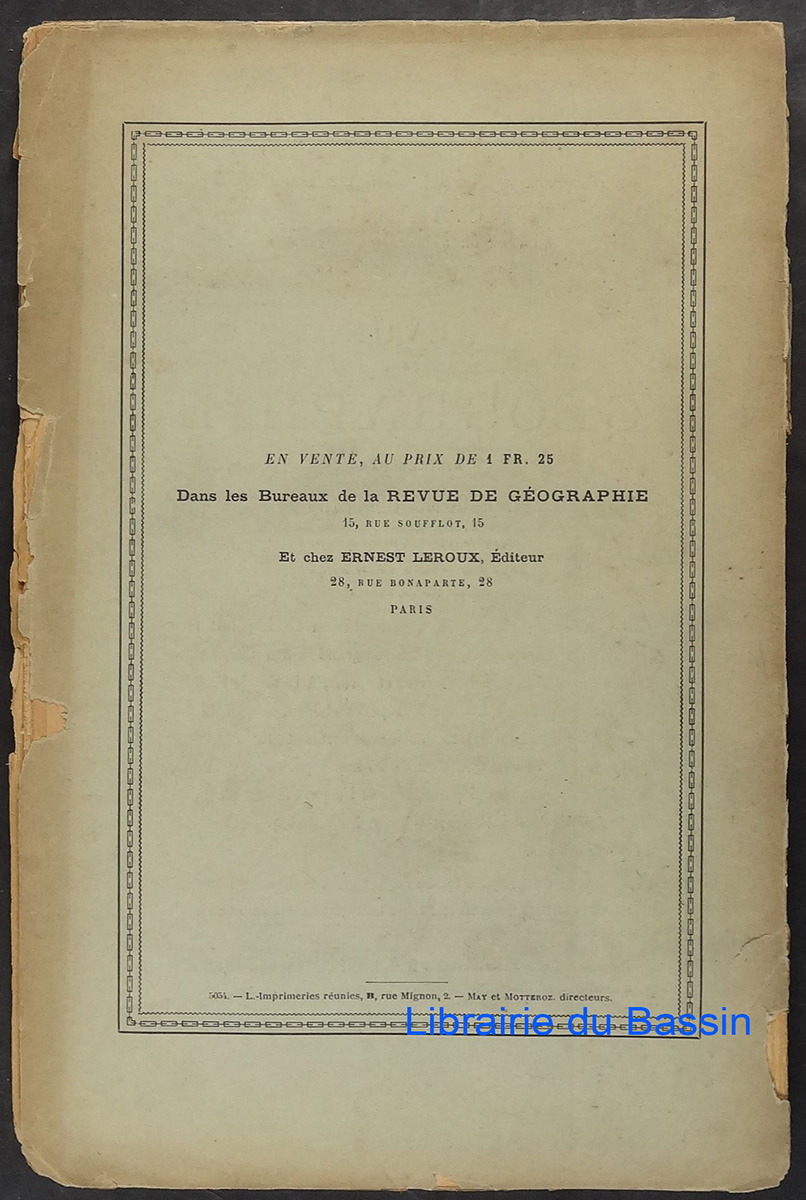 EN VENTE, AU PRIX DE 1 FR. 25
Dans les Bureaux de la REVUE DE GÉOGRAPHIE
15, RUE SOUFFLOT, 15
Et chez ERNEST LEROUX, Éditeur
28, RUE BONAPARTE, 28
PARIS
5054. — L.-Imprimeries réunies, B, rue Mignon, 2. — MAY et MOTTEROZ. directeurs.
Librairie du Bassin